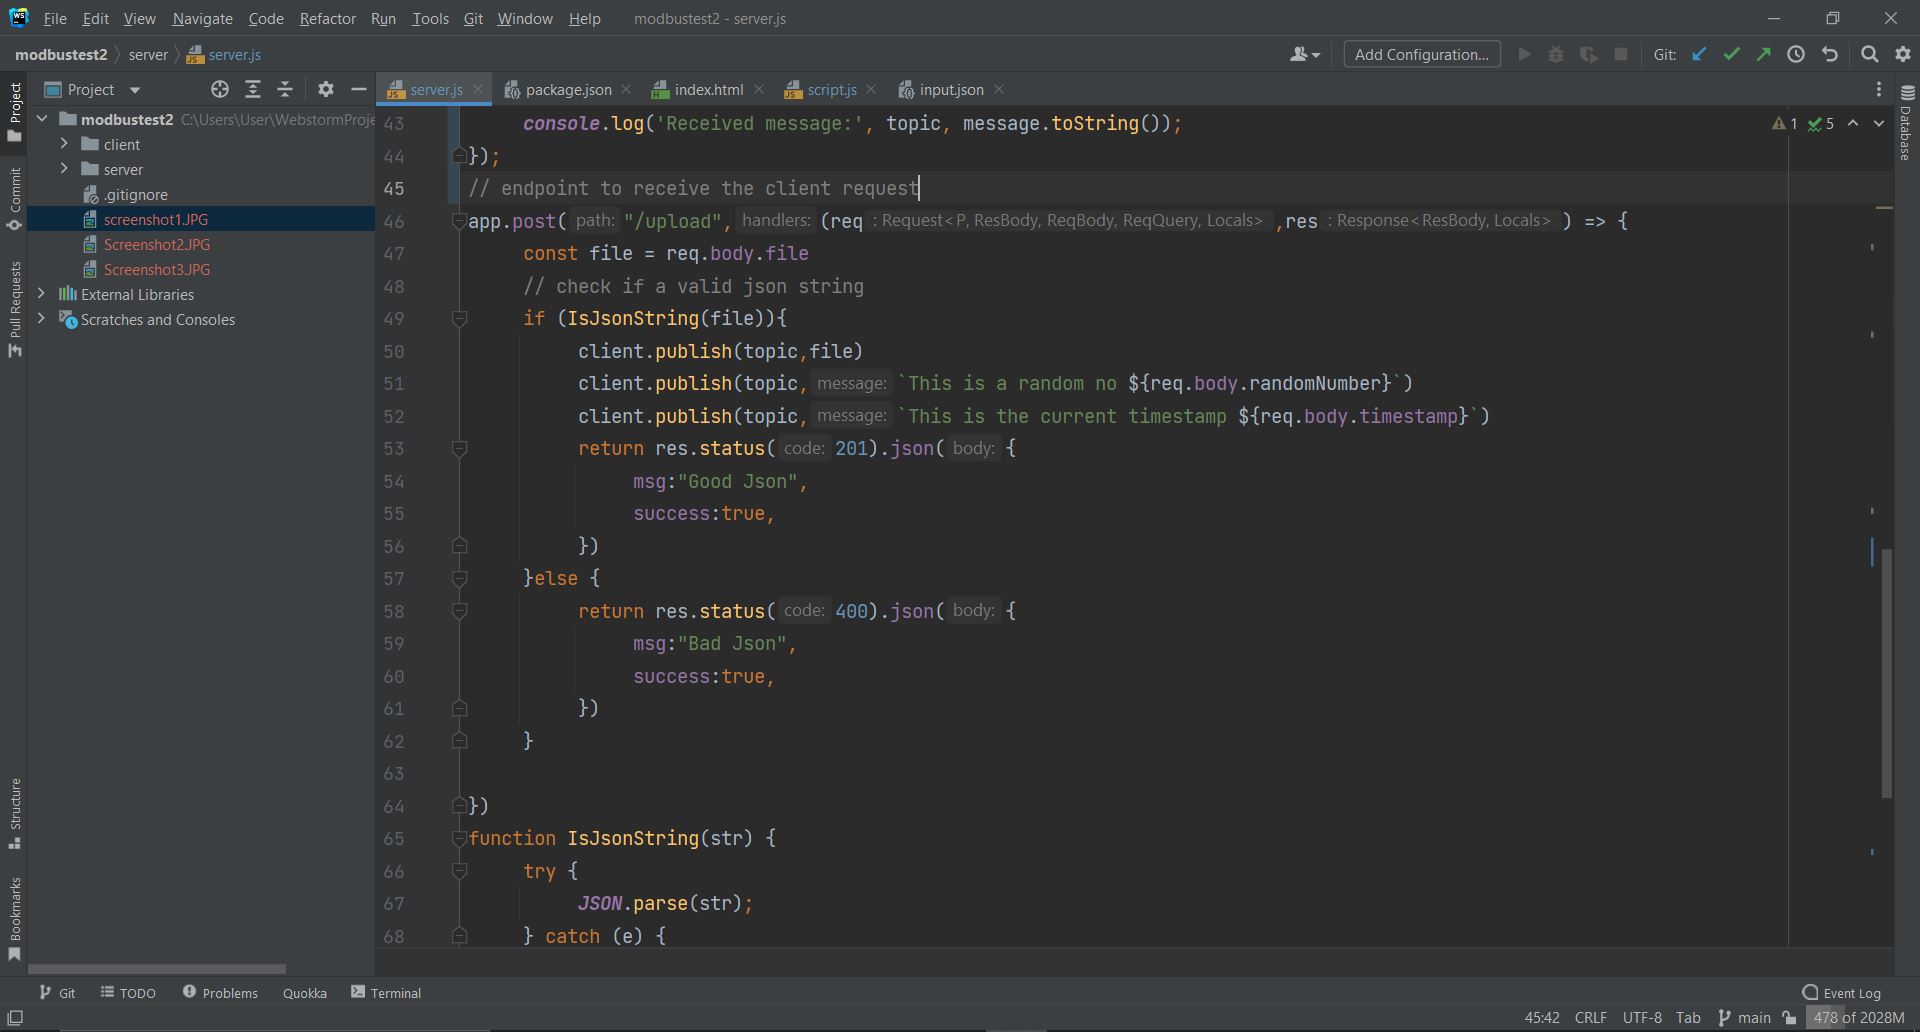 WS File Edit View Navigate Code Refactor Run Tools Git Window Help modbustest2 - server.js
modbustest2 server server.js Add Configuration... Git:
Project server.js package.json index.html script.js input.json
modbustest2 C:\Users\User\WebstormProje
client
server
.gitignore
screenshot1.JPG
Screenshot2.JPG
Screenshot3.JPG
External Libraries
Scratches and Consoles
Project
Commit
Pull Requests
Structure
Bookmarks
1 5
Database
43 console.log('Received message:', topic, message.toString());
44 });
45 // endpoint to receive the client request
46 app.post( path: "/upload", handlers: (req : Request<P, ResBody, ReqBody, ReqQuery, Locals> ,res : Response<ResBody, Locals> ) => {
47 const file = req.body.file
48 // check if a valid json string
49 if (IsJsonString(file)){
50 client.publish(topic,file)
51 client.publish(topic, message: `This is a random no ${req.body.randomNumber}`)
52 client.publish(topic, message: `This is the current timestamp ${req.body.timestamp}`)
53 return res.status( code: 201).json( body: {
54 msg:"Good Json",
55 success:true,
56 })
57 }else {
58 return res.status( code: 400).json( body: {
59 msg:"Bad Json",
60 success:true,
61 })
62 }
63
64 })
65 function IsJsonString(str) {
66 try {
67 JSON.parse(str);
68 } catch (e) {
Git TODO Problems Quokka Terminal Event Log
45:42 CRLF UTF-8 Tab main 478 of 2028M